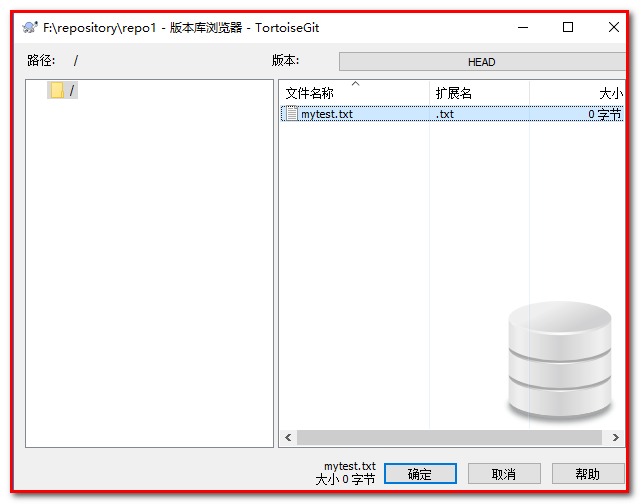 F:\repository\repo1 - 版本库浏览器 - TortoiseGit
路径: / 版本: HEAD
/
文件名称 扩展名 大小
mytest.txt .txt 0 字节
mytest.txt
大小 0 字节
确定 取消 帮助